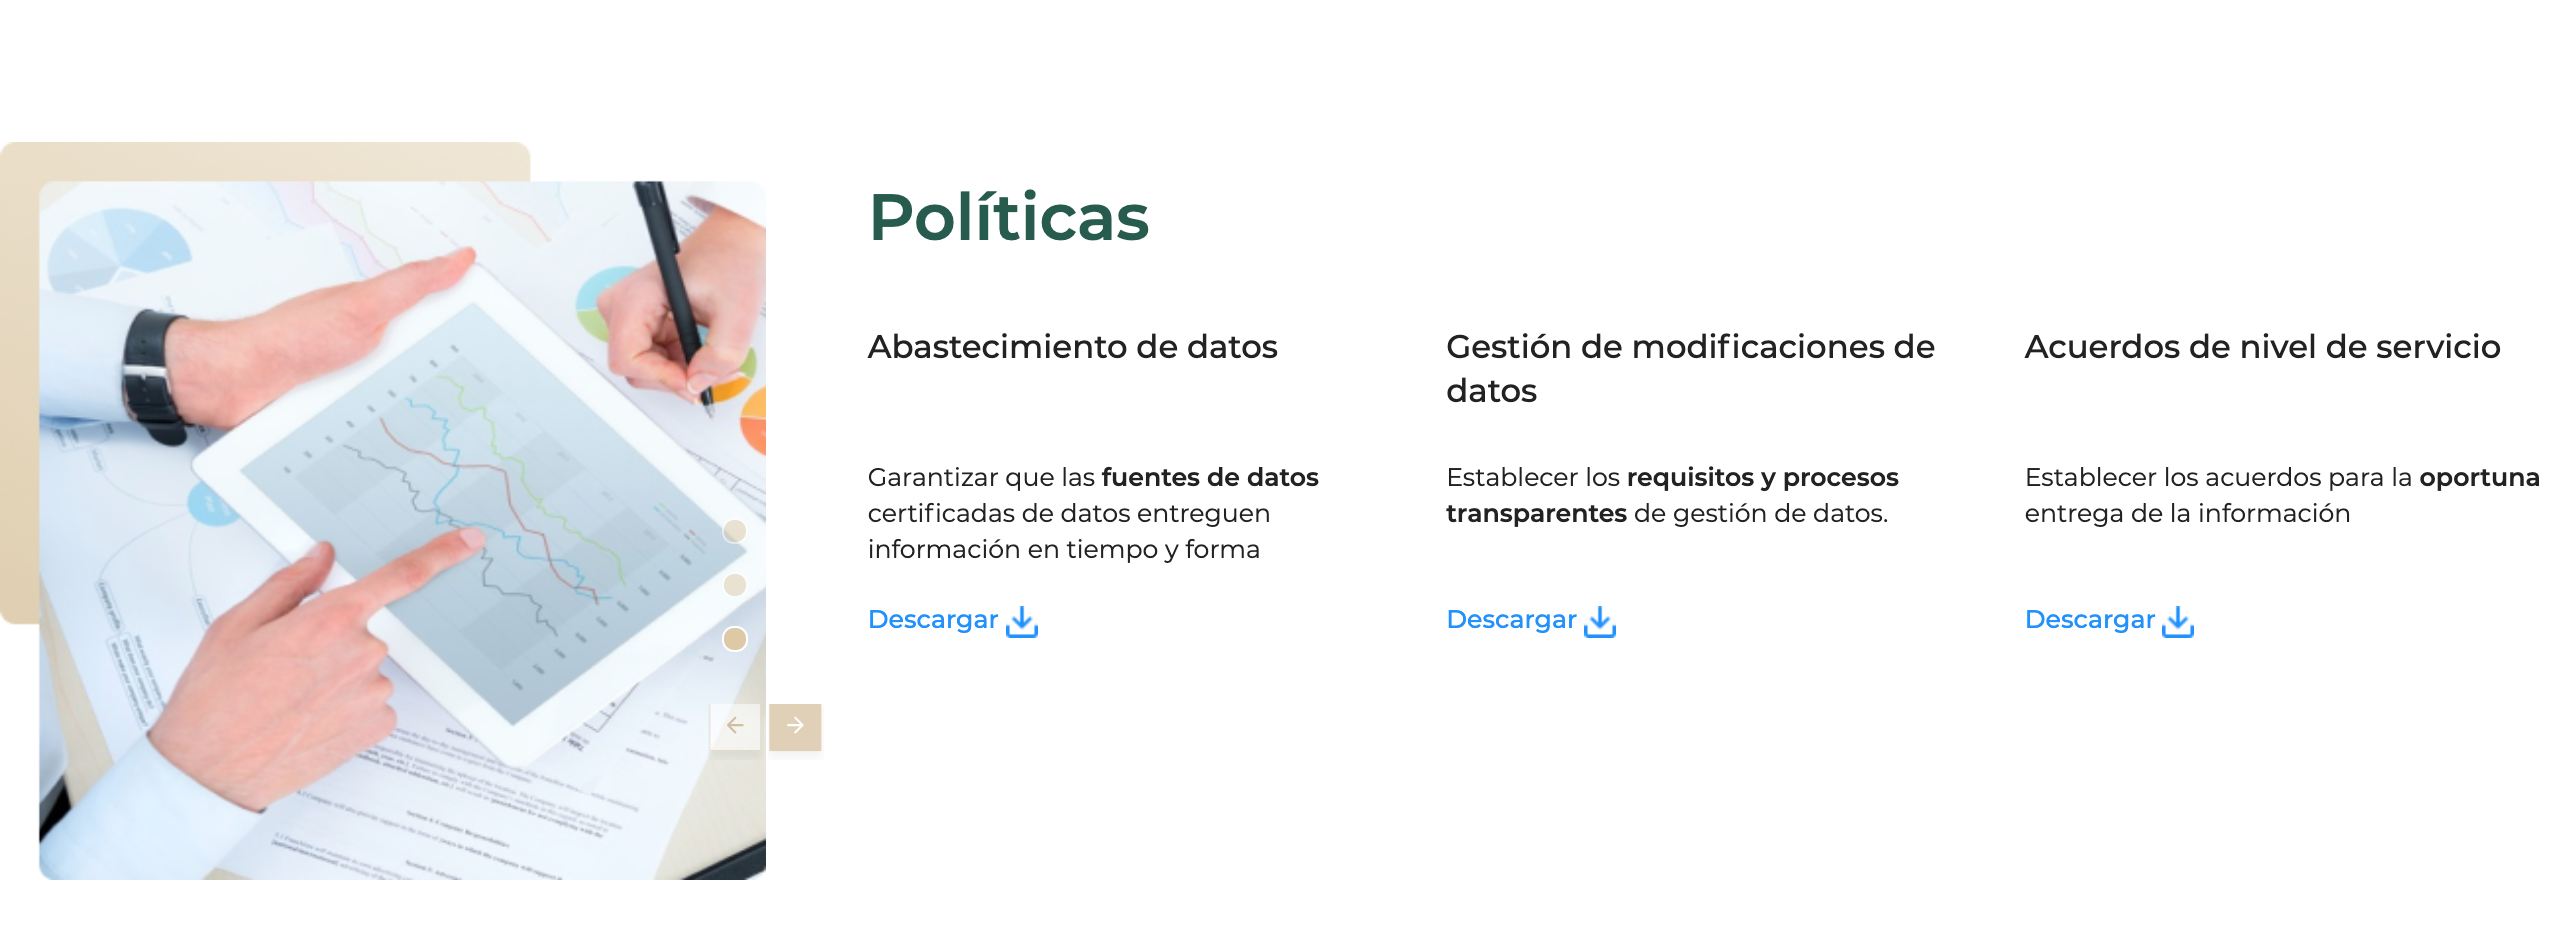 Políticas
Abastecimiento de datos
Garantizar que las fuentes de datos
certificadas de datos entreguen
información en tiempo y forma
Descargar
Gestión de modificaciones de
datos
Establecer los requisitos y procesos
transparentes de gestión de datos.
Descargar
Acuerdos de nivel de servicio
Establecer los acuerdos para la oportuna
entrega de la información
Descargar